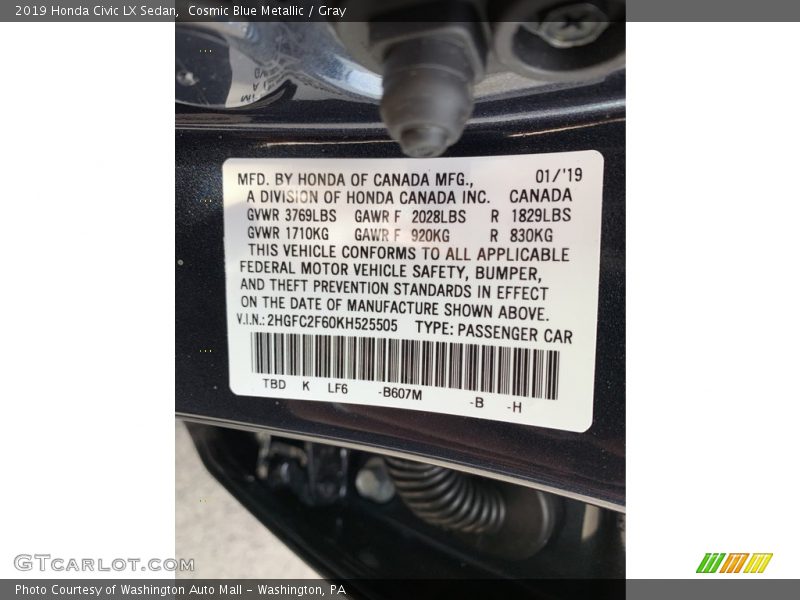 2019 Honda Civic LX Sedan,  Cosmic Blue Metallic / Gray
MFD. BY HONDA OF CANADA MFG., 01/'19
A DIVISION OF HONDA CANADA INC. CANADA
GVWR 3769LBS GAWR F 2028LBS R 1829LBS
GVWR 1710KG GAWR F 920KG R 830KG
THIS VEHICLE CONFORMS TO ALL APPLICABLE
FEDERAL MOTOR VEHICLE SAFETY, BUMPER,
AND THEFT PREVENTION STANDARDS IN EFFECT
ON THE DATE OF MANUFACTURE SHOWN ABOVE.
V.I.N.: 2HGFC2F60KH525505 TYPE: PASSENGER CAR
TBD K LF6 -B607M -B -H
GTcarlot.com
Photo Courtesy of Washington Auto Mall - Washington, PA